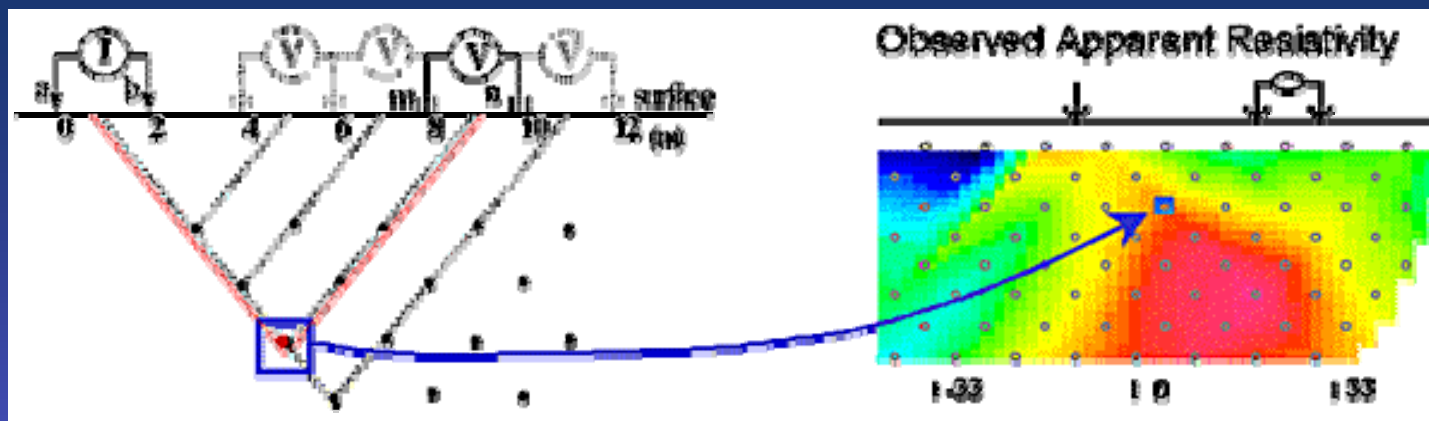 I V V V V
a b m n surface
0 2 4 6 8 10 12 (m)
Observed Apparent Resistivity
-33 0 33